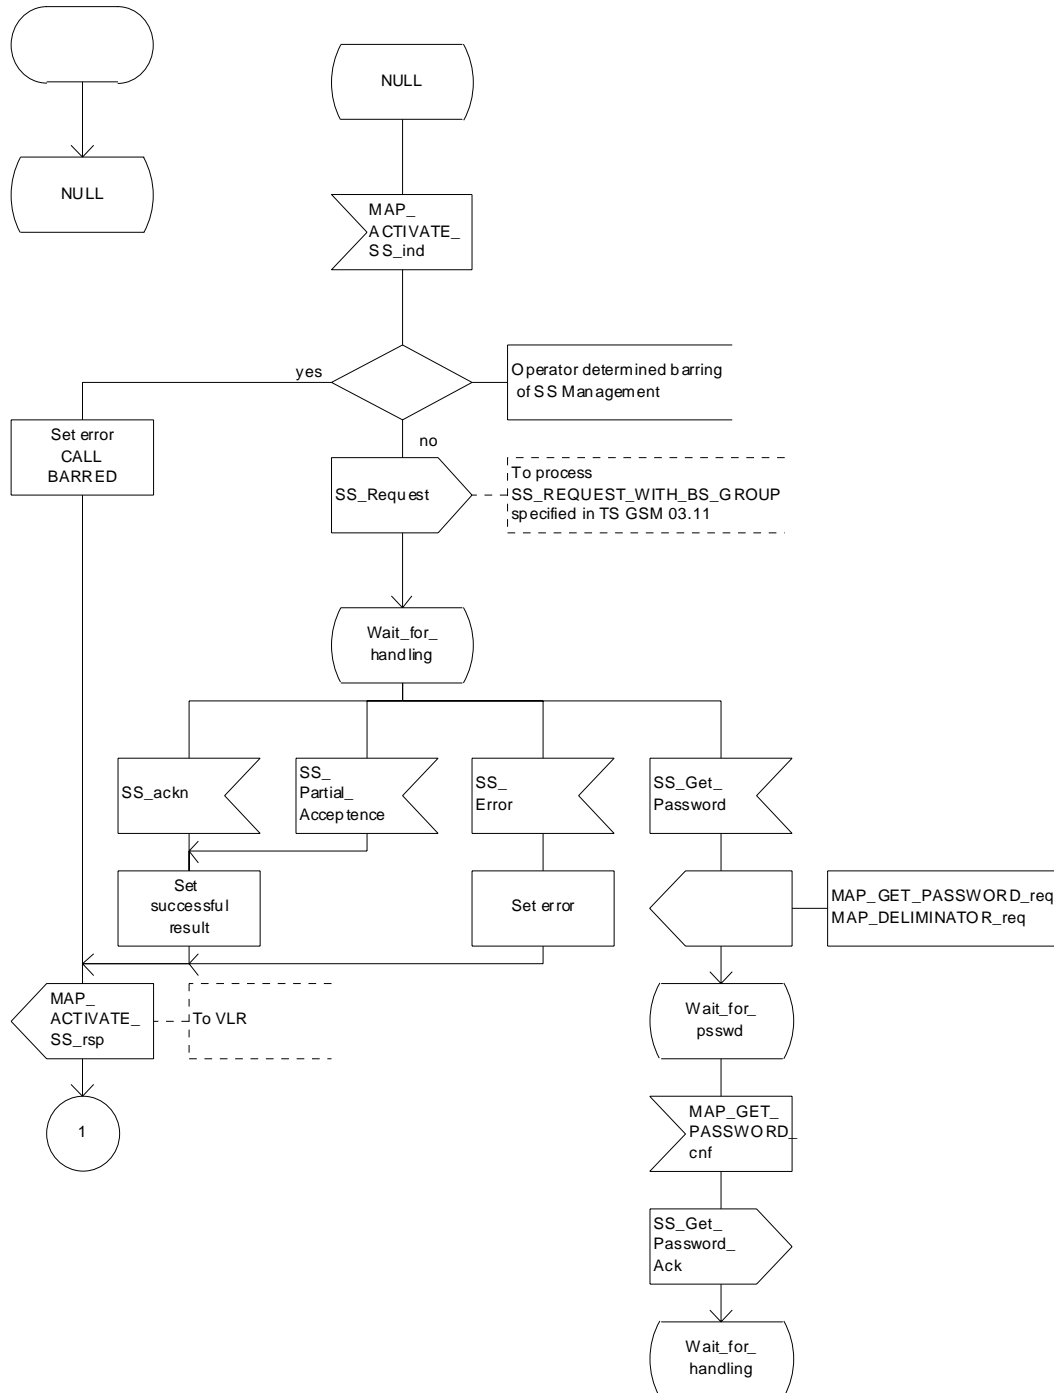 NULL
NULL
MAP_
ACTIVATE_
SS_ind
yes
Operator determined barring
of SS Management
Set error
CALL
BARRED
no
SS_Request
To process
SS_REQUEST_WITH_BS_GROUP
specified in TS GSM 03.11
Wait_for_
handling
SS_ackn
SS_
Partial_
Acceptence
SS_
Error
SS_Get_
Password
Set
successful
result
Set error
MAP_GET_PASSWORD_req
MAP_DELIMINATOR_req
MAP_
ACTIVATE_
SS_rsp
To VLR
Wait_for_
psswd
1
MAP_GET_
PASSWORD_
cnf
SS_Get_
Password_
Ack
Wait_for_
handling